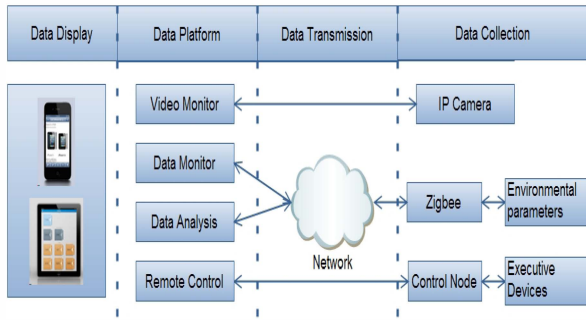 Data Display
Data Platform
Data Transmission
Data Collection
Video Monitor
IP Camera
Data Monitor
Data Analysis
Network
Zigbee
Environmental
parameters
Remote Control
Control Node
Executive
Devices